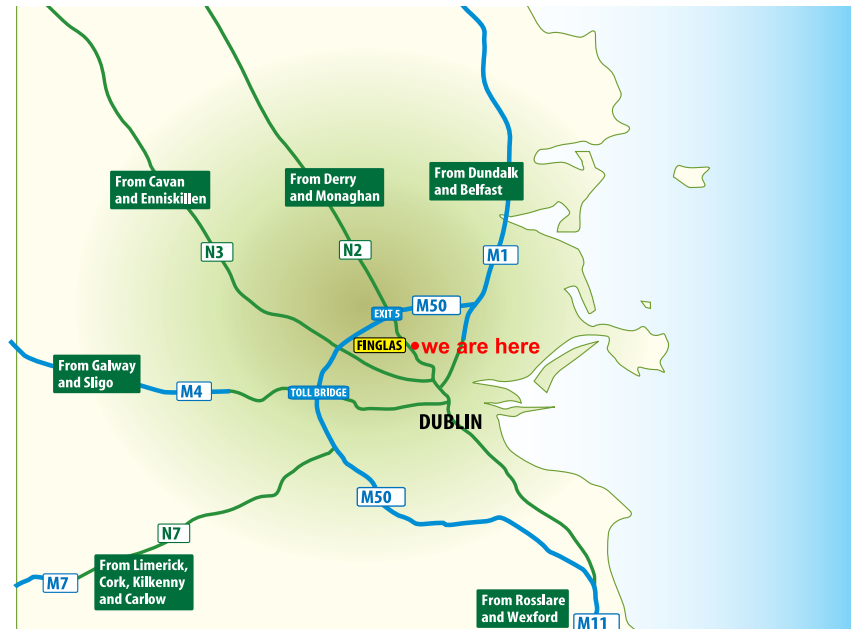 From Cavan
and Enniskillen
From Derry
and Monaghan
From Dundalk
and Belfast
N3
N2
M1
M50
EXIT 5
FINGLAS
we are here
From Galway
and Sligo
M4
TOLL BRIDGE
DUBLIN
M50
N7
From Limerick,
Cork, Kilkenny
and Carlow
M7
From Rosslare
and Wexford
M11